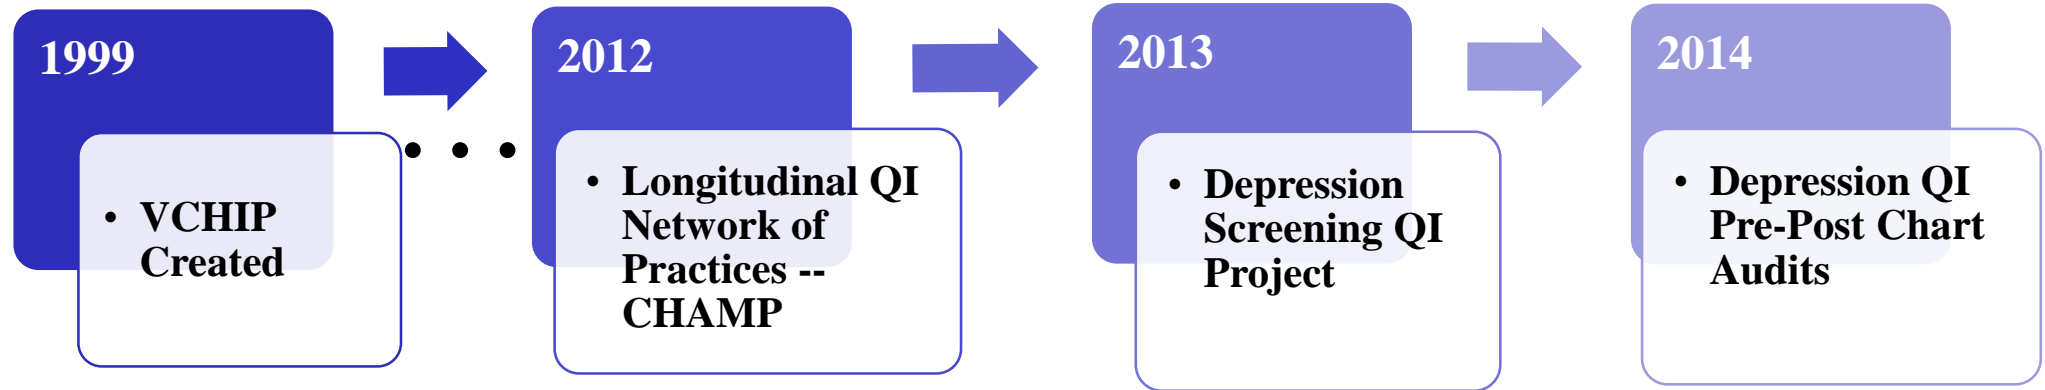 1999
• VCHIP
Created
2012
• Longitudinal QI
Network of
Practices --
CHAMP
2013
• Depression
Screening QI
Project
2014
• Depression QI
Pre-Post Chart
Audits